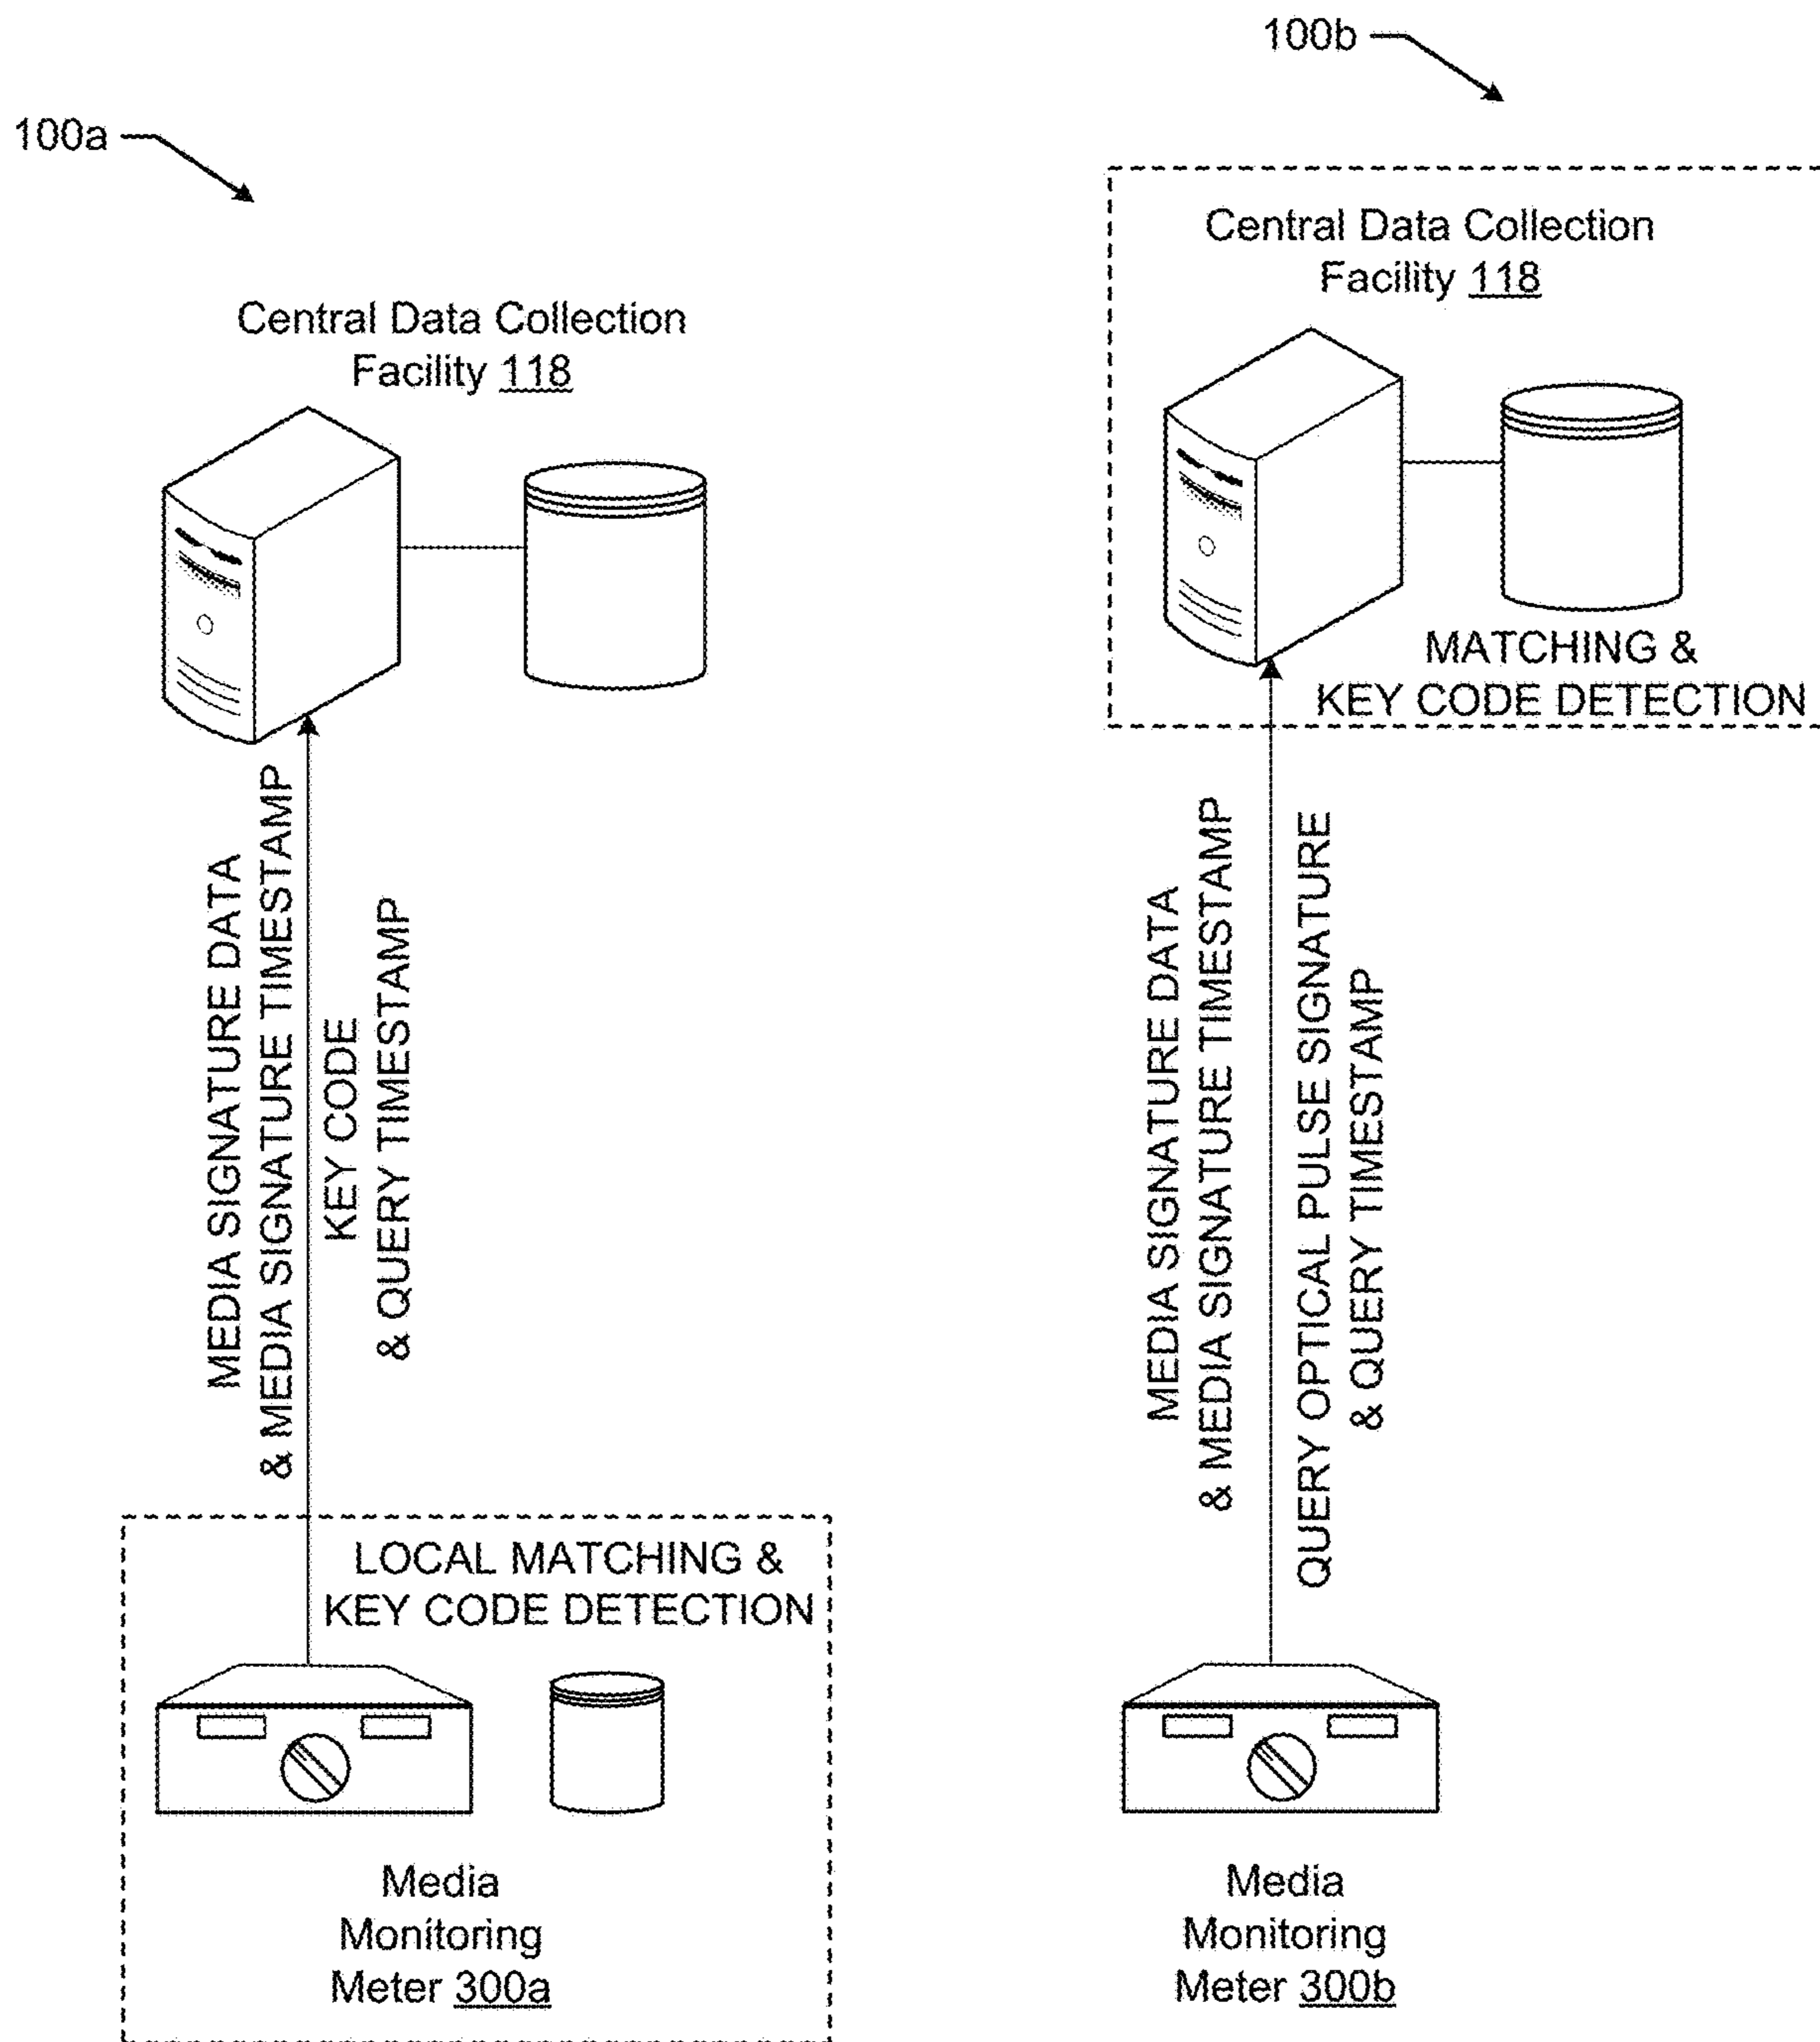 100a
Central Data Collection
Facility 118
MEDIA SIGNATURE DATA
& MEDIA SIGNATURE TIMESTAMP
KEY CODE
& QUERY TIMESTAMP
LOCAL MATCHING &
KEY CODE DETECTION
Media
Monitoring
Meter 300a
100b
Central Data Collection
Facility 118
MATCHING &
KEY CODE DETECTION
MEDIA SIGNATURE DATA
& MEDIA SIGNATURE TIMESTAMP
QUERY OPTICAL PULSE SIGNATURE
& QUERY TIMESTAMP
Media
Monitoring
Meter 300b